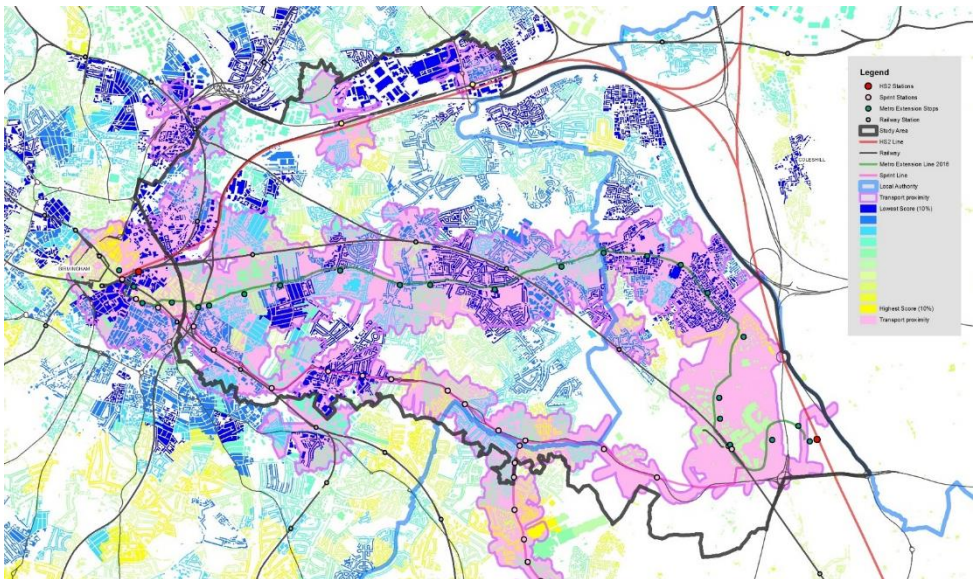 BIRMINGHAM
COLESHILL
Legend
HS2 Stations
Sprint Stations
Metro Extension Stops
Railway Station
Study Area
HS2 Line
Railway
Metro Extension Line 2018
Sprint Line
Local Authority
Transport proximity
Lowest Score (10%)
Highest Score (10%)
Transport proximity